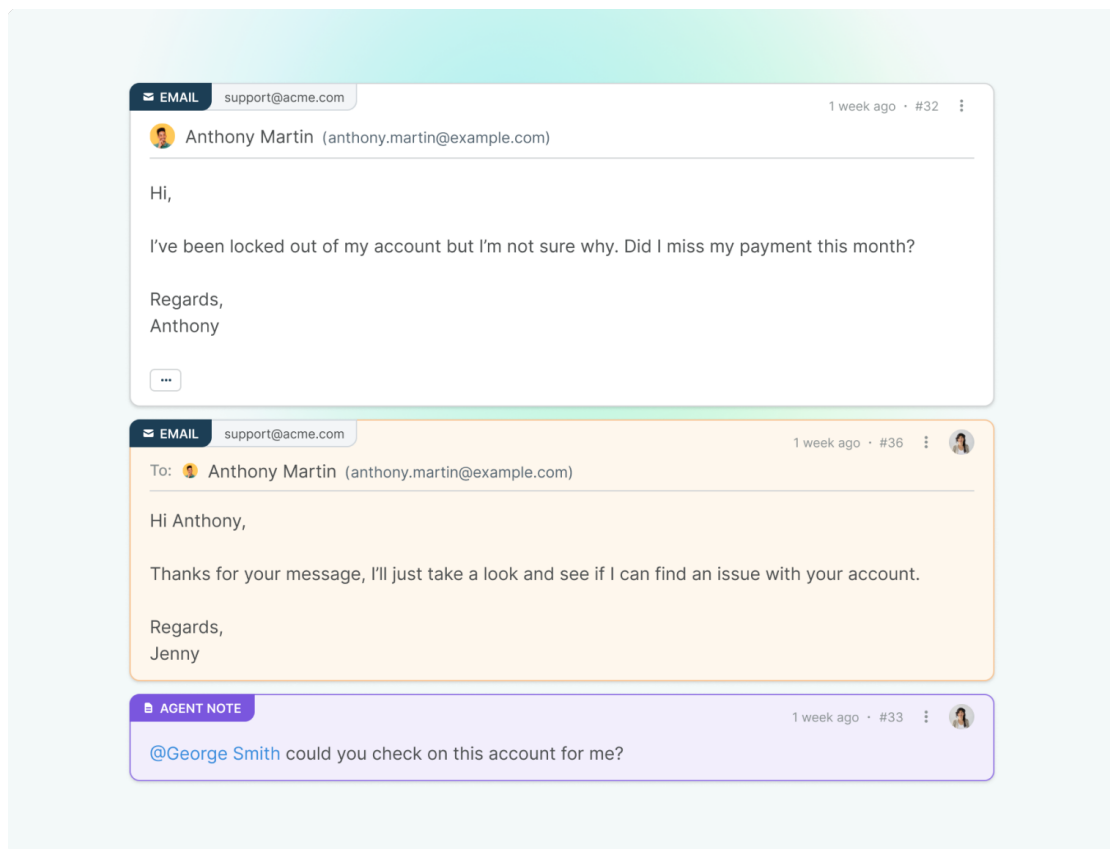 EMAIL support@acme.com
1 week ago · #32
Anthony Martin (anthony.martin@example.com)
Hi,
I’ve been locked out of my account but I’m not sure why. Did I miss my payment this month?
Regards,
Anthony
EMAIL support@acme.com
1 week ago · #36
To: Anthony Martin (anthony.martin@example.com)
Hi Anthony,
Thanks for your message, I’ll just take a look and see if I can find an issue with your account.
Regards,
Jenny
AGENT NOTE
1 week ago · #33
@George Smith could you check on this account for me?